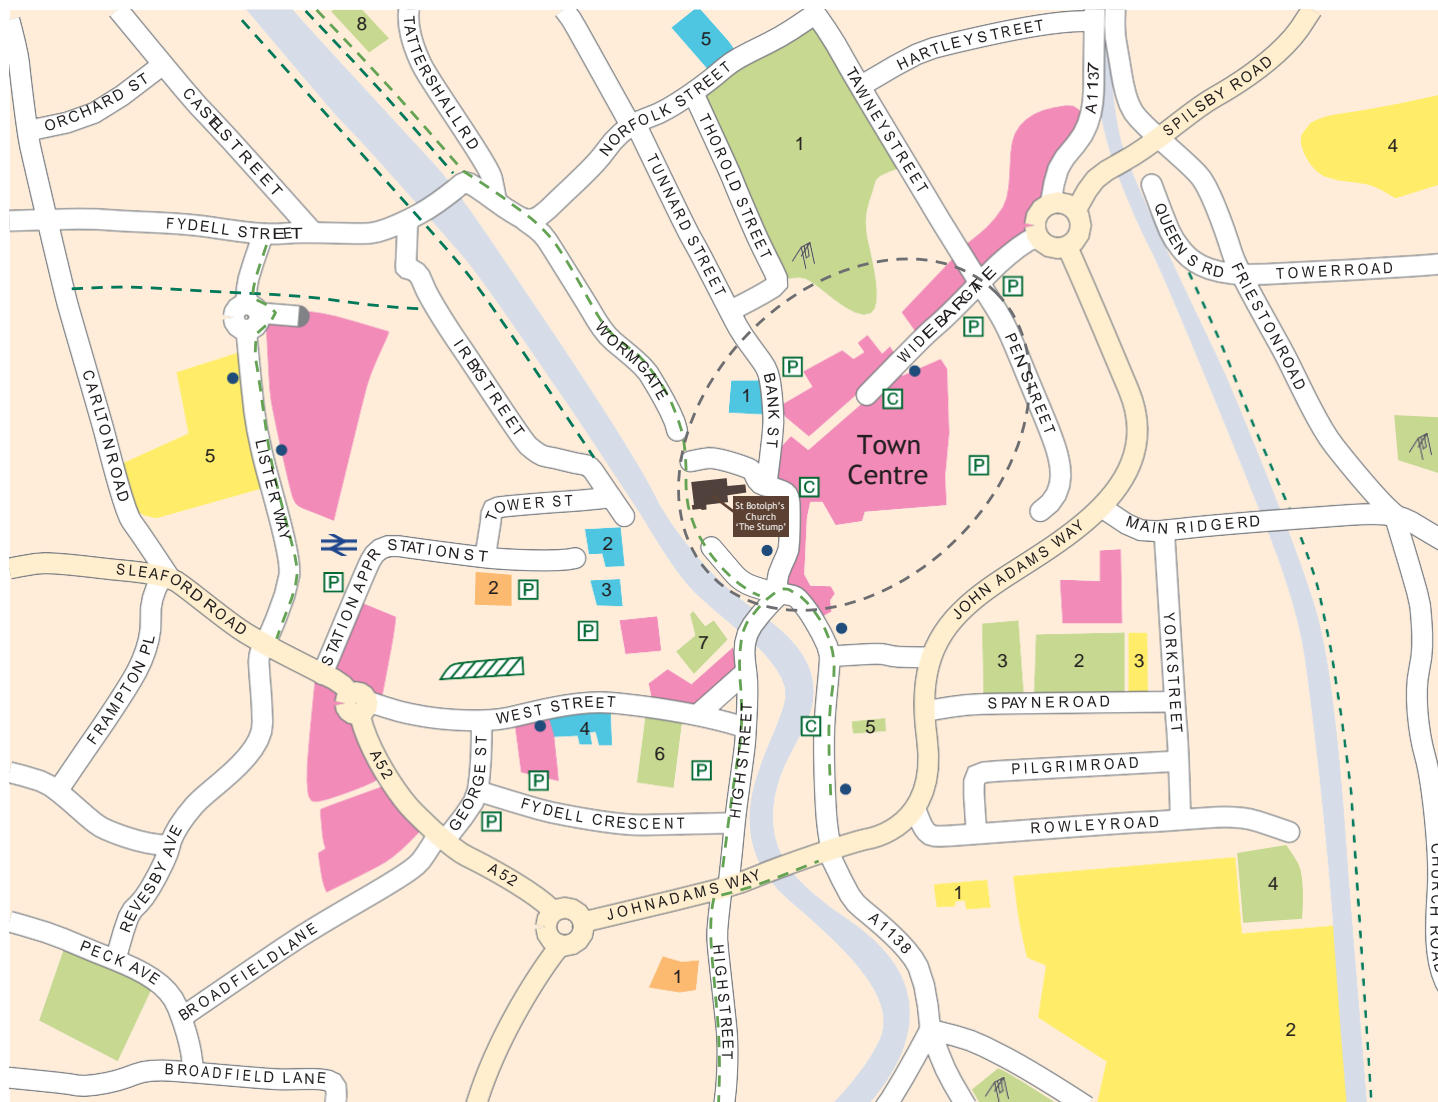 8
TATTERSHALL RD
5
HARTLEY STREET
A1137
SPILSBY ROAD
ORCHARD ST
CASTLE STREET
NORFOLK STREET
TAWNEY STREET
1
4
THOROLD STREET
TUNNARD STREET
FYDELL STREET
QUEENS RD
FRIESTON ROAD
TOWER ROAD
WORMGATE
WIDE BARGATE
P
P
PEN STREET
P
IRBY STREET
CARLTON ROAD
BANK ST
1
C
5
LISTER WAY
Town
Centre
P
C
St Botolph's
Church
'The Stump'
TOWER ST
STATION ST
STATION APPR
2
MAIN RIDGE RD
JOHN ADAMS WAY
SLEAFORD ROAD
P
2
P
3
P
7
3
2
3
YORK STREET
FRAMPTON PL
WEST STREET
SPAYNE ROAD
4
6
C
5
HIGH STREET
A52
GEORGE ST
P
P
P
PILGRIM ROAD
FYDELL CRESCENT
ROWLEY ROAD
REVESBY AVE
CHURCH ROAD
A52
JOHN ADAMS WAY
1
4
A1138
PECK AVE
BROADFIELD LANE
1
HIGH STREET
2
BROADFIELD LANE